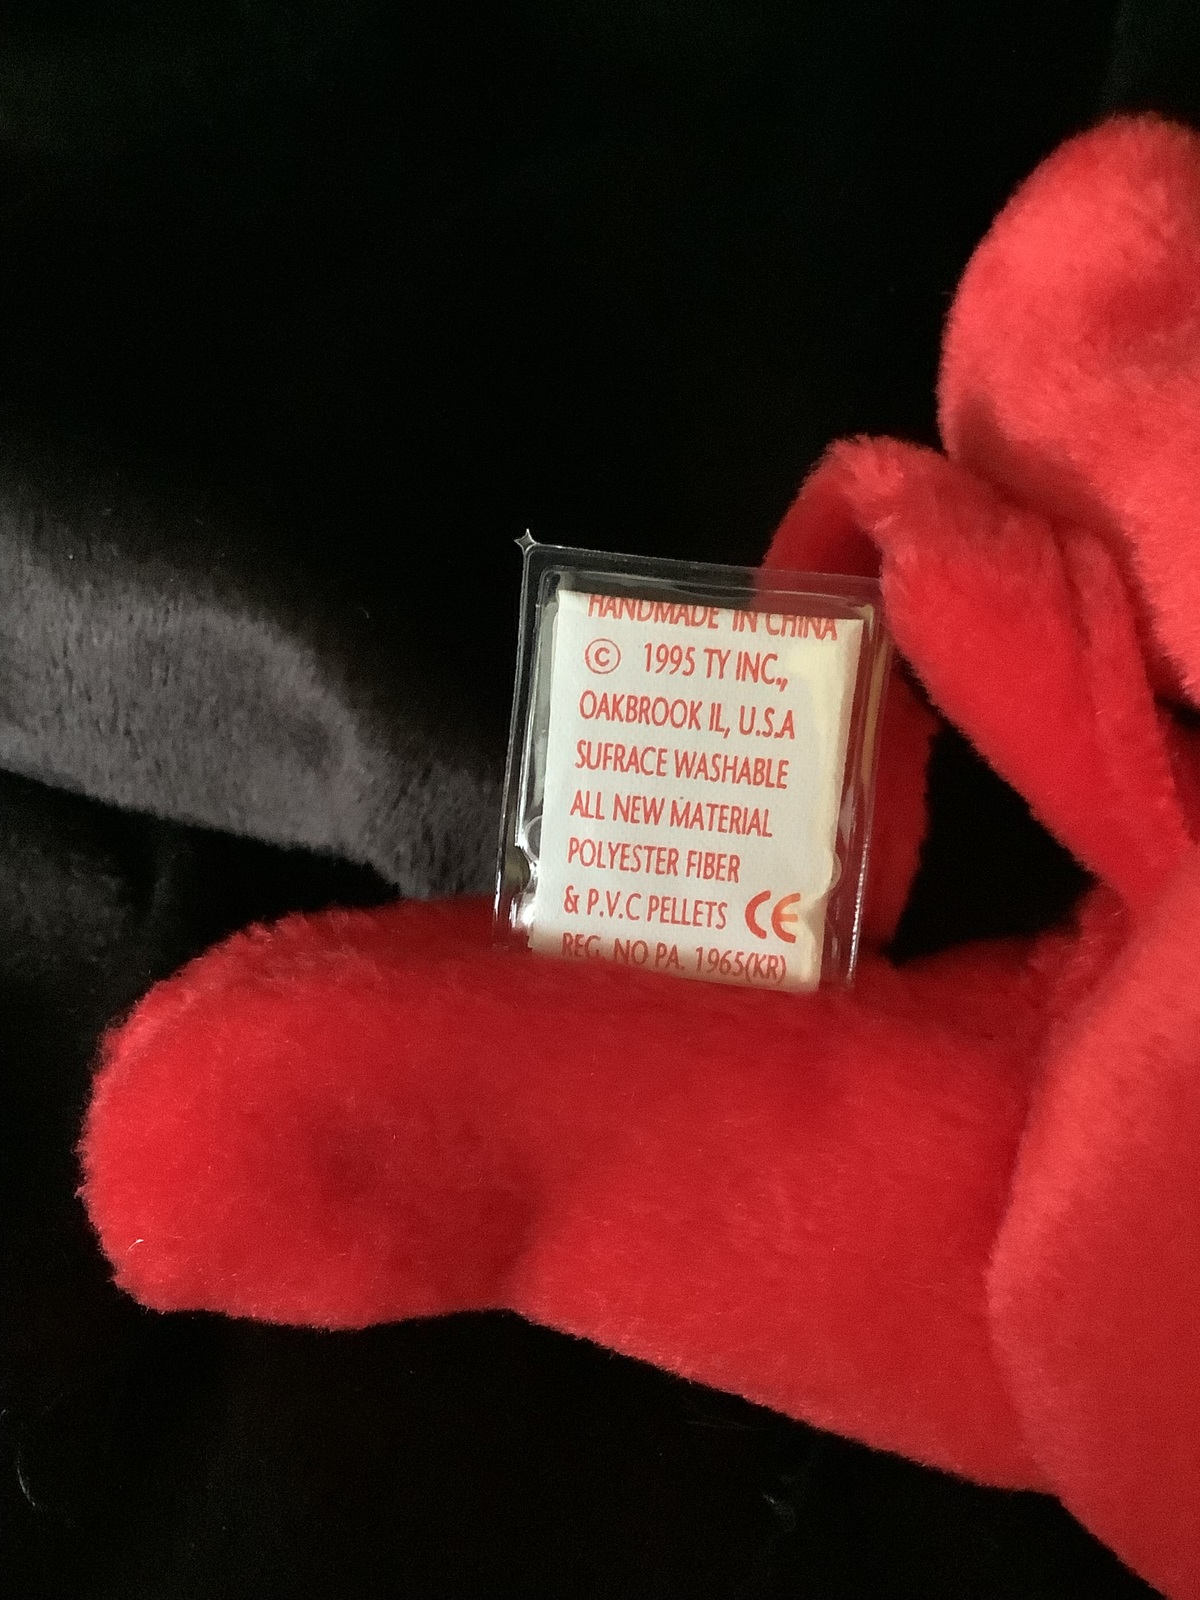 HANDMADE IN CHINA
© 1995 TY INC.,
OAKBROOK IL, U.S.A
SUFRACE WASHABLE
ALL NEW MATERIAL
POLYESTER FIBER
& P.V.C PELLETS CE
REG. NO PA. 1965(KR)